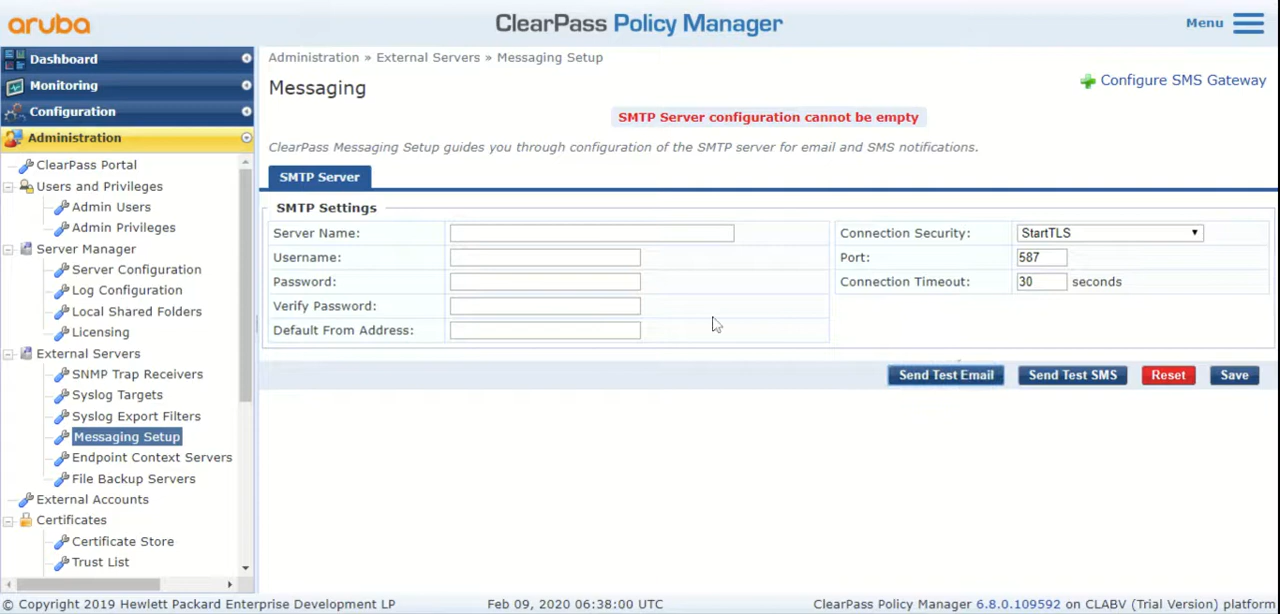 aruba
ClearPass Policy Manager
Menu
Dashboard
Monitoring
Configuration
Administration
ClearPass Portal
Users and Privileges
Admin Users
Admin Privileges
Server Manager
Server Configuration
Log Configuration
Local Shared Folders
Licensing
External Servers
SNMP Trap Receivers
Syslog Targets
Syslog Export Filters
Messaging Setup
Endpoint Context Servers
File Backup Servers
External Accounts
Certificates
Certificate Store
Trust List
Administration » External Servers » Messaging Setup
Messaging
Configure SMS Gateway
SMTP Server configuration cannot be empty
ClearPass Messaging Setup guides you through configuration of the SMTP server for email and SMS notifications.
SMTP Server
SMTP Settings
Server Name:
Username:
Password:
Verify Password:
Default From Address:
Connection Security: StartTLS
Port: 587
Connection Timeout: 30 seconds
Send Test Email Send Test SMS Reset Save
© Copyright 2019 Hewlett Packard Enterprise Development LP Feb 09, 2020 06:38:00 UTC ClearPass Policy Manager 6.8.0.109592 on CLABV (Trial Version) platform